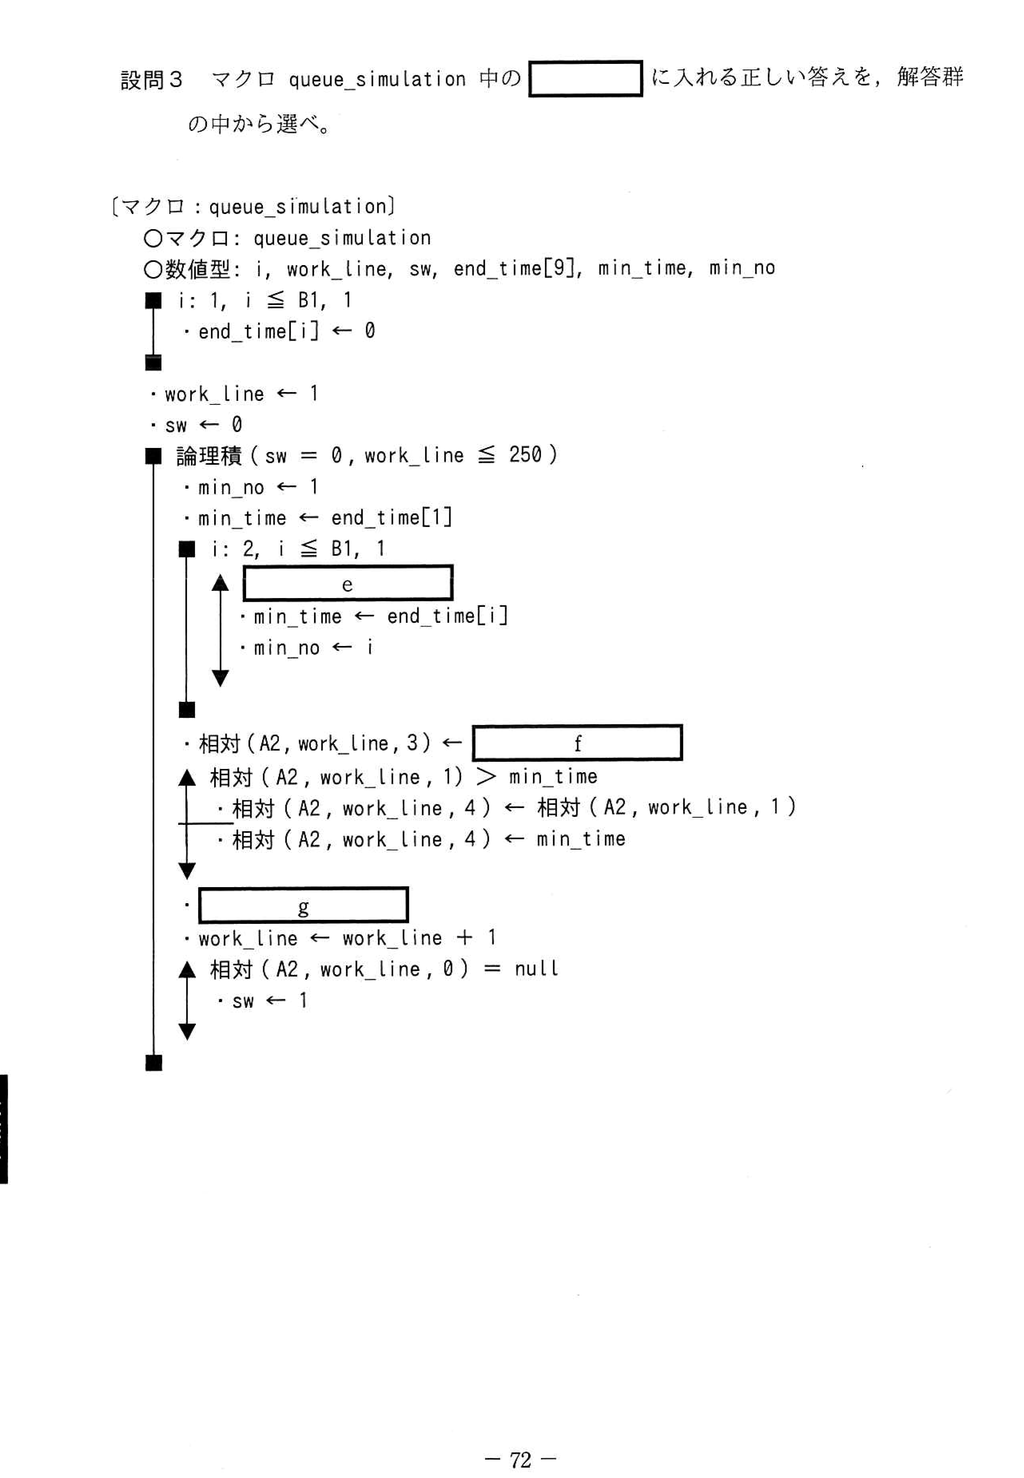 設問3　マクロ queue_simulation 中の　　　　に入れる正しい答えを，解答群
の中から選べ。
〔マクロ：queue_simulation〕
○マクロ: queue_simulation
○数値型: i, work_line, sw, end_time[9], min_time, min_no
■ i: 1, i ≦ B1, 1
・end_time[i] ← 0
■
・work_line ← 1
・sw ← 0
■ 論理積(sw = 0, work_line ≦ 250)
・min_no ← 1
・min_time ← end_time[1]
■ i: 2, i ≦ B1, 1
▲ e
・min_time ← end_time[i]
・min_no ← i
▼
■
・相対(A2, work_line, 3) ← f
▲ 相対(A2, work_line, 1) > min_time
・相対(A2, work_line, 4) ← 相対(A2, work_line, 1)
・相対(A2, work_line, 4) ← min_time
▼
・ g
・work_line ← work_line + 1
▲ 相対(A2, work_line, 0) = null
・sw ← 1
▼
■
－ 72 －